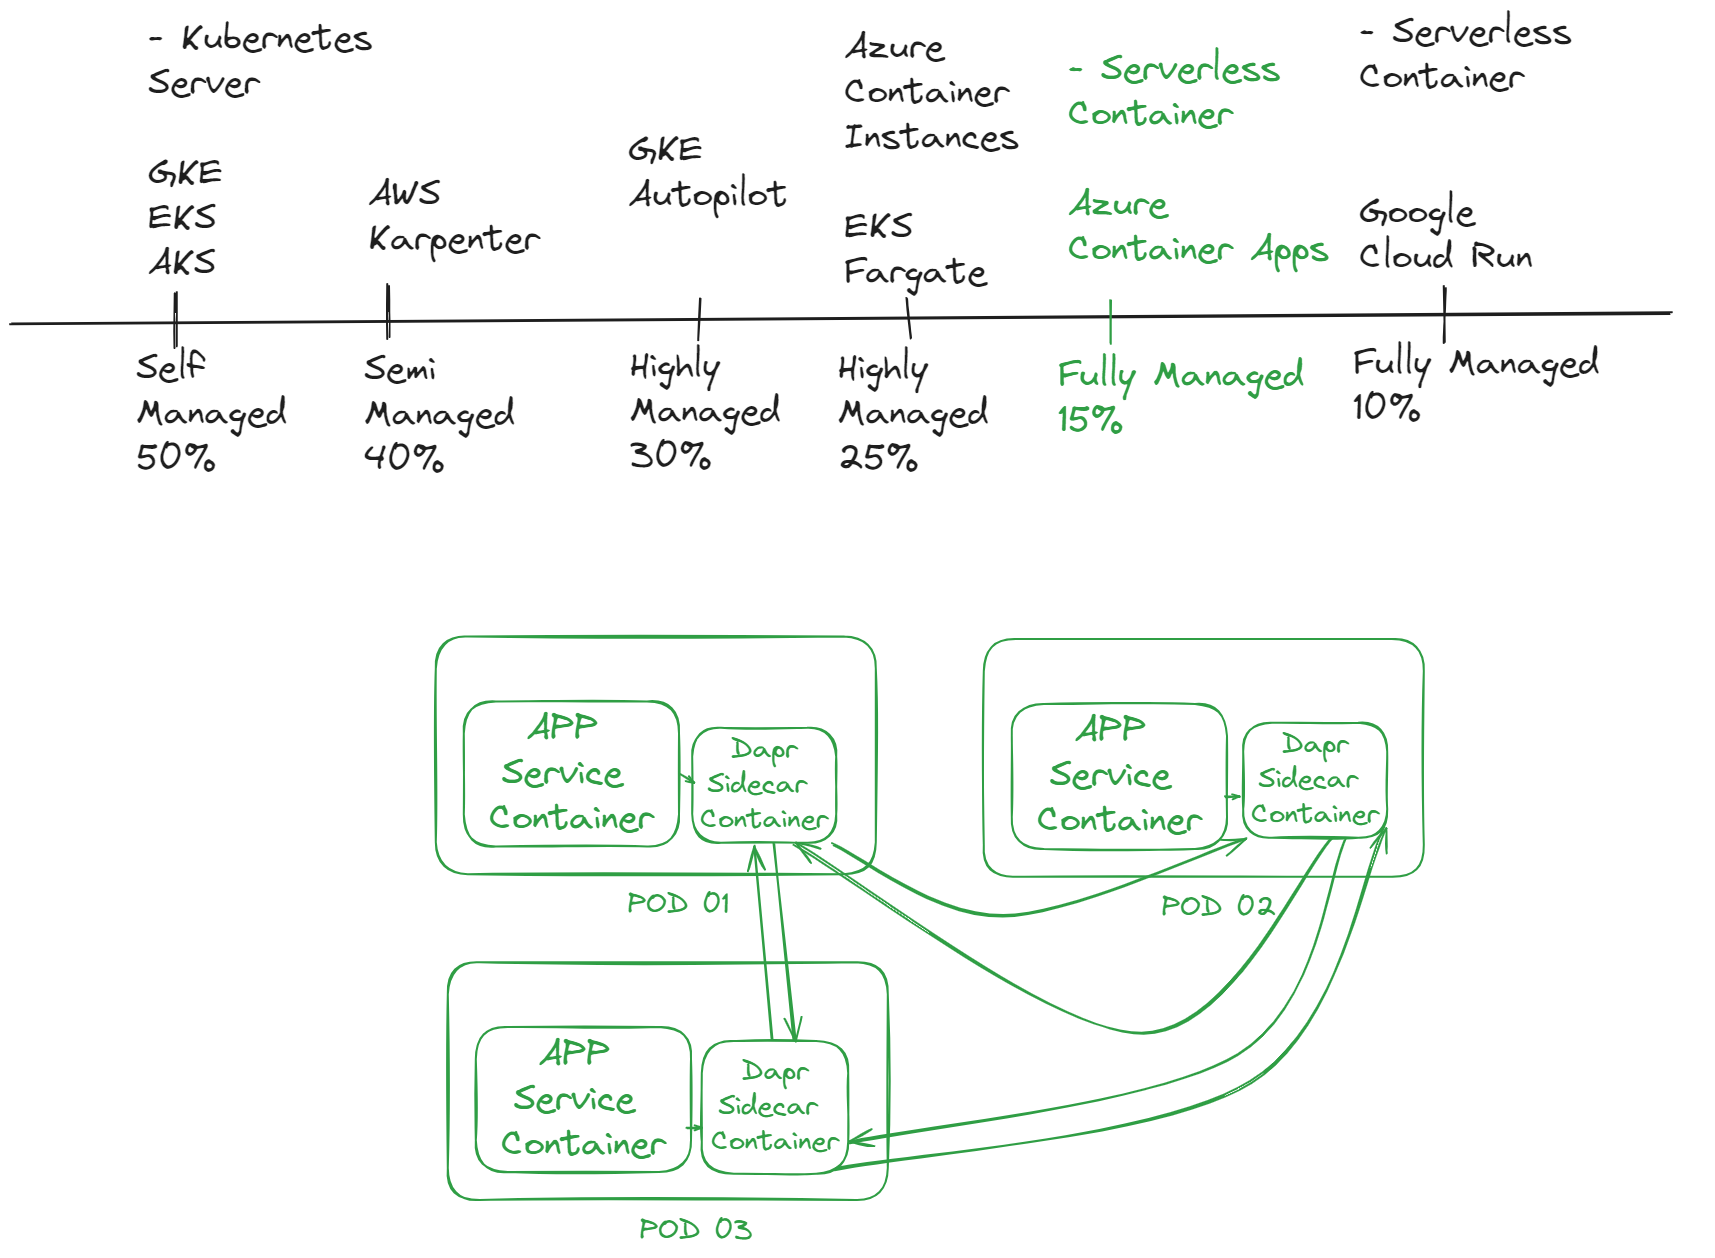 - Kubernetes
Server
GKE
EKS
AKS
AWS
Karpenter
GKE
Autopilot
Azure
Container
Instances
EKS
Fargate
- Serverless
Container
Azure
Container Apps
- Serverless
Container
Google
Cloud Run
Self
Managed
50%
Semi
Managed
40%
Highly
Managed
30%
Highly
Managed
25%
Fully Managed
15%
Fully Managed
10%
APP
Service
Container
Dapr
Sidecar
Container
POD 01
APP
Service
Container
Dapr
Sidecar
Container
POD 02
APP
Service
Container
Dapr
Sidecar
Container
POD 03